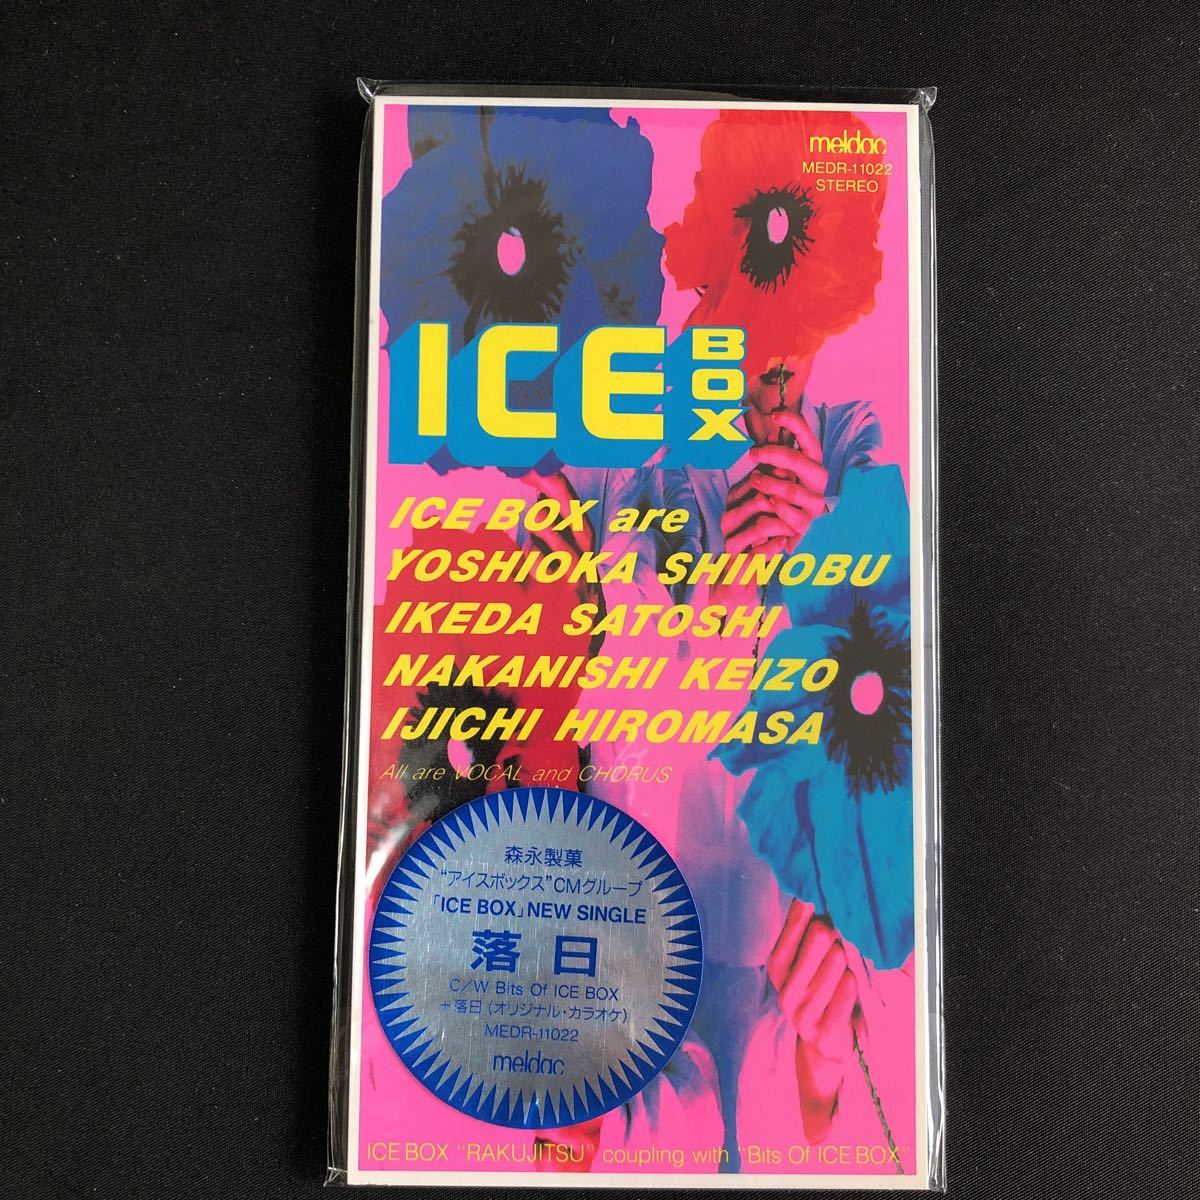 meldac
MEDR-11022
STEREO
ICE BOX
ICE BOX are
YOSHIOKA SHINOBU
IKEDA SATOSHI
NAKANISHI KEIZO
IJICHI HIROMASA
All are VOCAL and CHORUS
森永製菓
“アイスボックス”CMグループ
「ICE BOX」NEW SINGLE
落日
C/W Bits Of ICE BOX
+落日(オリジナル・カラオケ)
MEDR-11022
meldac
ICE BOX “RAKUJITSU” coupling with “Bits Of ICE BOX”